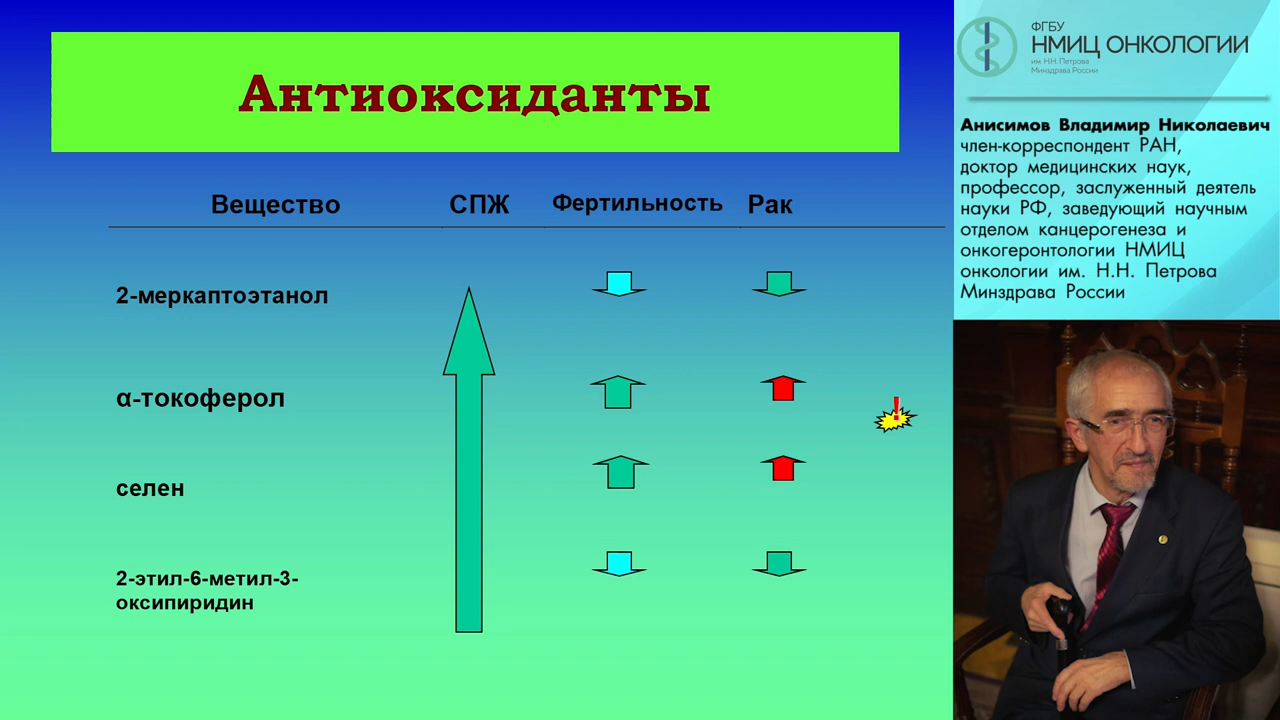 Антиоксиданты
Вещество СПЖ Фертильность Рак
2-меркаптоэтанол
α-токоферол
!
селен
2-этил-6-метил-3-
оксипиридин
ФГБУ
НМИЦ ОНКОЛОГИИ
им. Н.Н. Петрова
Минздрава России
Анисимов Владимир Николаевич
член-корреспондент РАН,
доктор медицинских наук,
профессор, заслуженный деятель
науки РФ, заведующий научным
отделом канцерогенеза и
онкогеронтологии НМИЦ
онкологии им. Н.Н. Петрова
Минздрава России